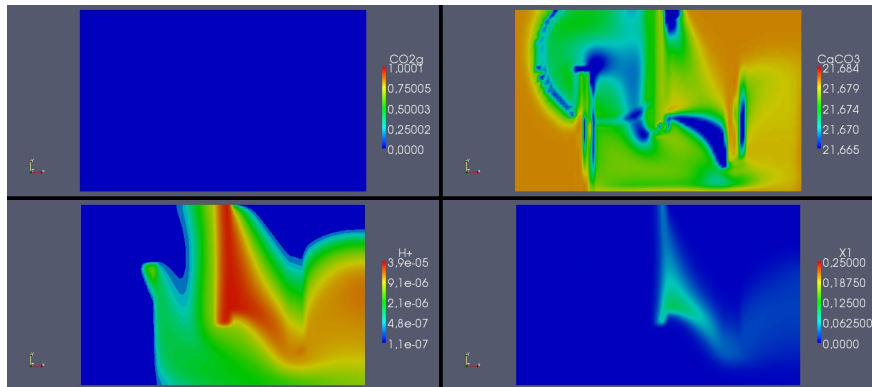 CO2g
1,0001
0,75005
0,50003
0,25002
0,0000
CaCO3
21,684
21,679
21,674
21,670
21,665
H+
3,9e-05
9,1e-06
2,1e-06
4,8e-07
1,1e-07
X1
0,25000
0,18750
0,12500
0,062500
0,0000